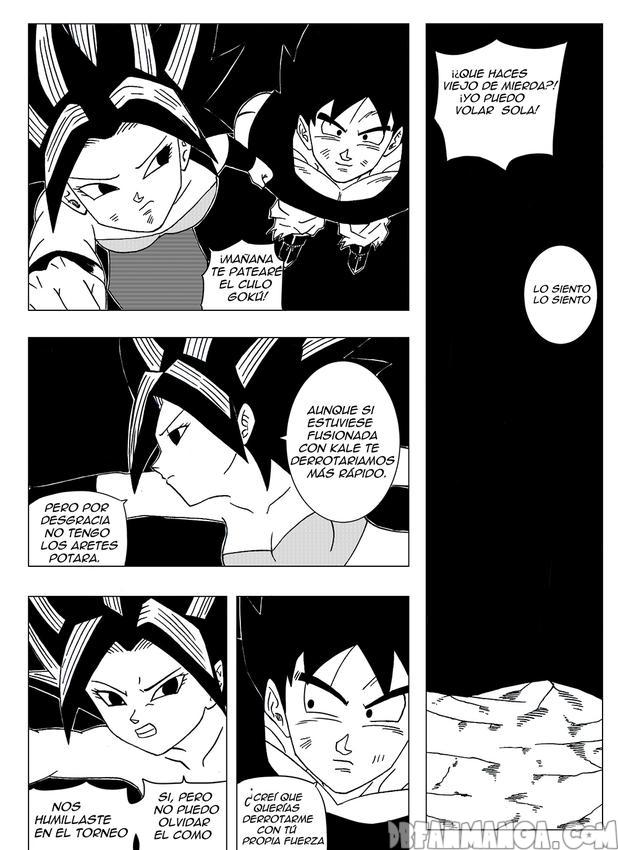 ¡¿QUE HACES
VIEJO DE MIERDA?!
¡YO PUEDO
VOLAR SOLA!
LO SIENTO
LO SIENTO
¡MAÑANA
TE PATEARÉ
EL CULO
GOKÚ!
AUNQUE SI
ESTUVIESE
FUSIONADA
CON KALE TE
DERROTARIAMOS
MÁS RÁPIDO.
PERO POR
DESGRACIA
NO TENGO
LOS ARETES
POTARA.
¿CREÍ QUE
QUERÍAS
DERROTARME
CON TÚ
PROPIA FUERZA
SI, PERO NO
PUEDO
OLVIDAR
EL COMO
NOS
HUMILLASTE
EN EL TORNEO
DBFANMANGA.COM